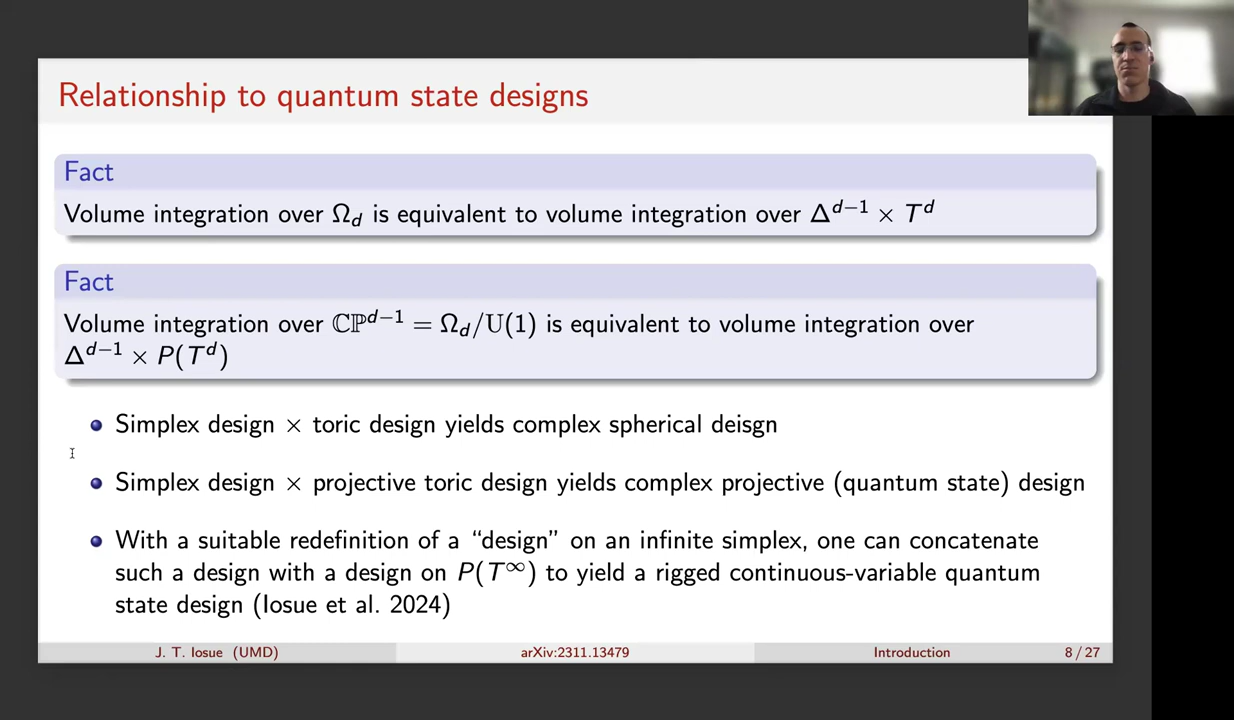 Relationship to quantum state designs
Fact
Volume integration over Ω_d is equivalent to volume integration over Δ^{d−1} × T^d
Fact
Volume integration over ℂℙ^{d−1} = Ω_d/U(1) is equivalent to volume integration over
Δ^{d−1} × P(T^d)
Simplex design × toric design yields complex spherical deisgn
Simplex design × projective toric design yields complex projective (quantum state) design
With a suitable redefinition of a “design” on an infinite simplex, one can concatenate
such a design with a design on P(T^∞) to yield a rigged continuous-variable quantum
state design (Iosue et al. 2024)
J. T. Iosue (UMD) arXiv:2311.13479 Introduction 8 / 27